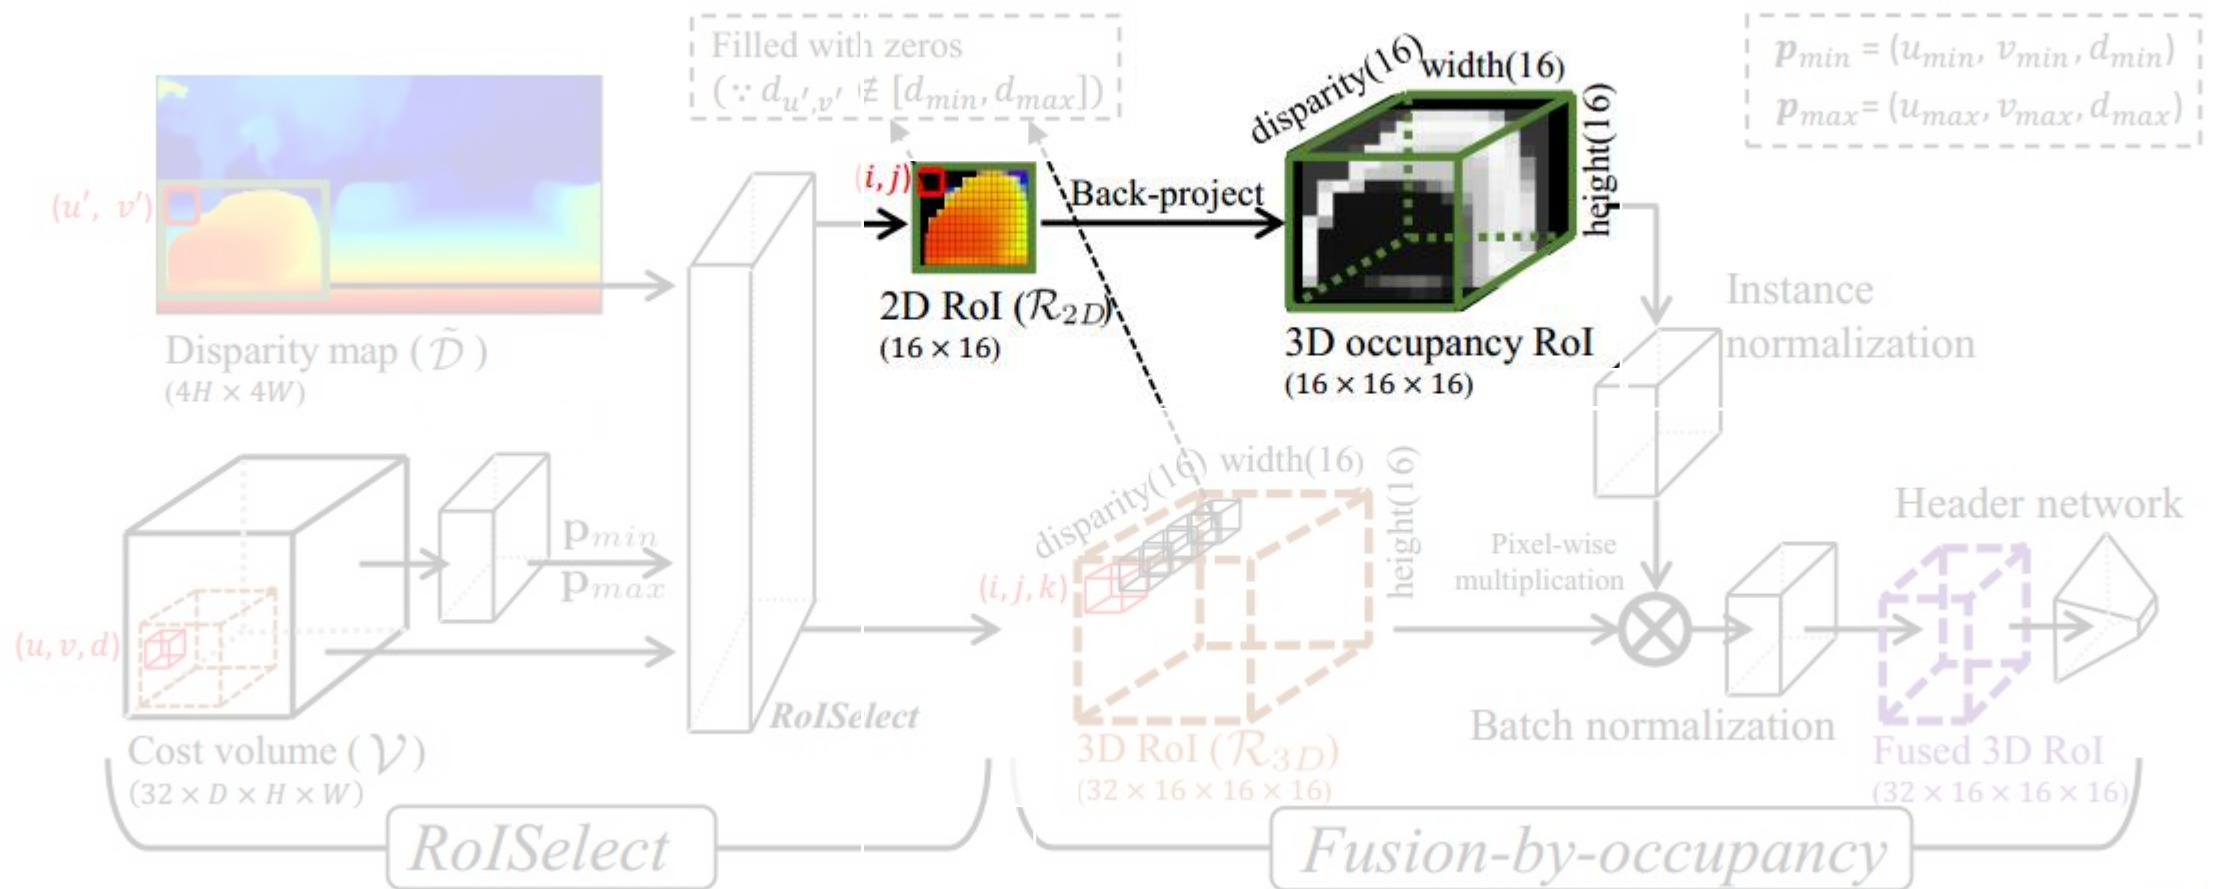 Filled with zeros
(∵ d_{u',v'} ∉ [d_{min}, d_{max}])
p_{min} = (u_{min}, v_{min}, d_{min})
p_{max} = (u_{max}, v_{max}, d_{max})
disparity(16)
width(16)
height(16)
(u', v')
(i, j)
Back-project
2D RoI (R_{2D})
(16 × 16)
3D occupancy RoI
(16 × 16 × 16)
Instance
normalization
Disparity map ( D̃ )
(4H × 4W)
p_{min}
p_{max}
(u, v, d)
Cost volume ( V )
(32 × D × H × W)
RoISelect
disparity(16)
width(16)
height(16)
(i, j, k)
3D RoI (R_{3D})
(32 × 16 × 16 × 16)
Pixel-wise
multiplication
Batch normalization
Header network
Fused 3D RoI
(32 × 16 × 16 × 16)
RoISelect
Fusion-by-occupancy